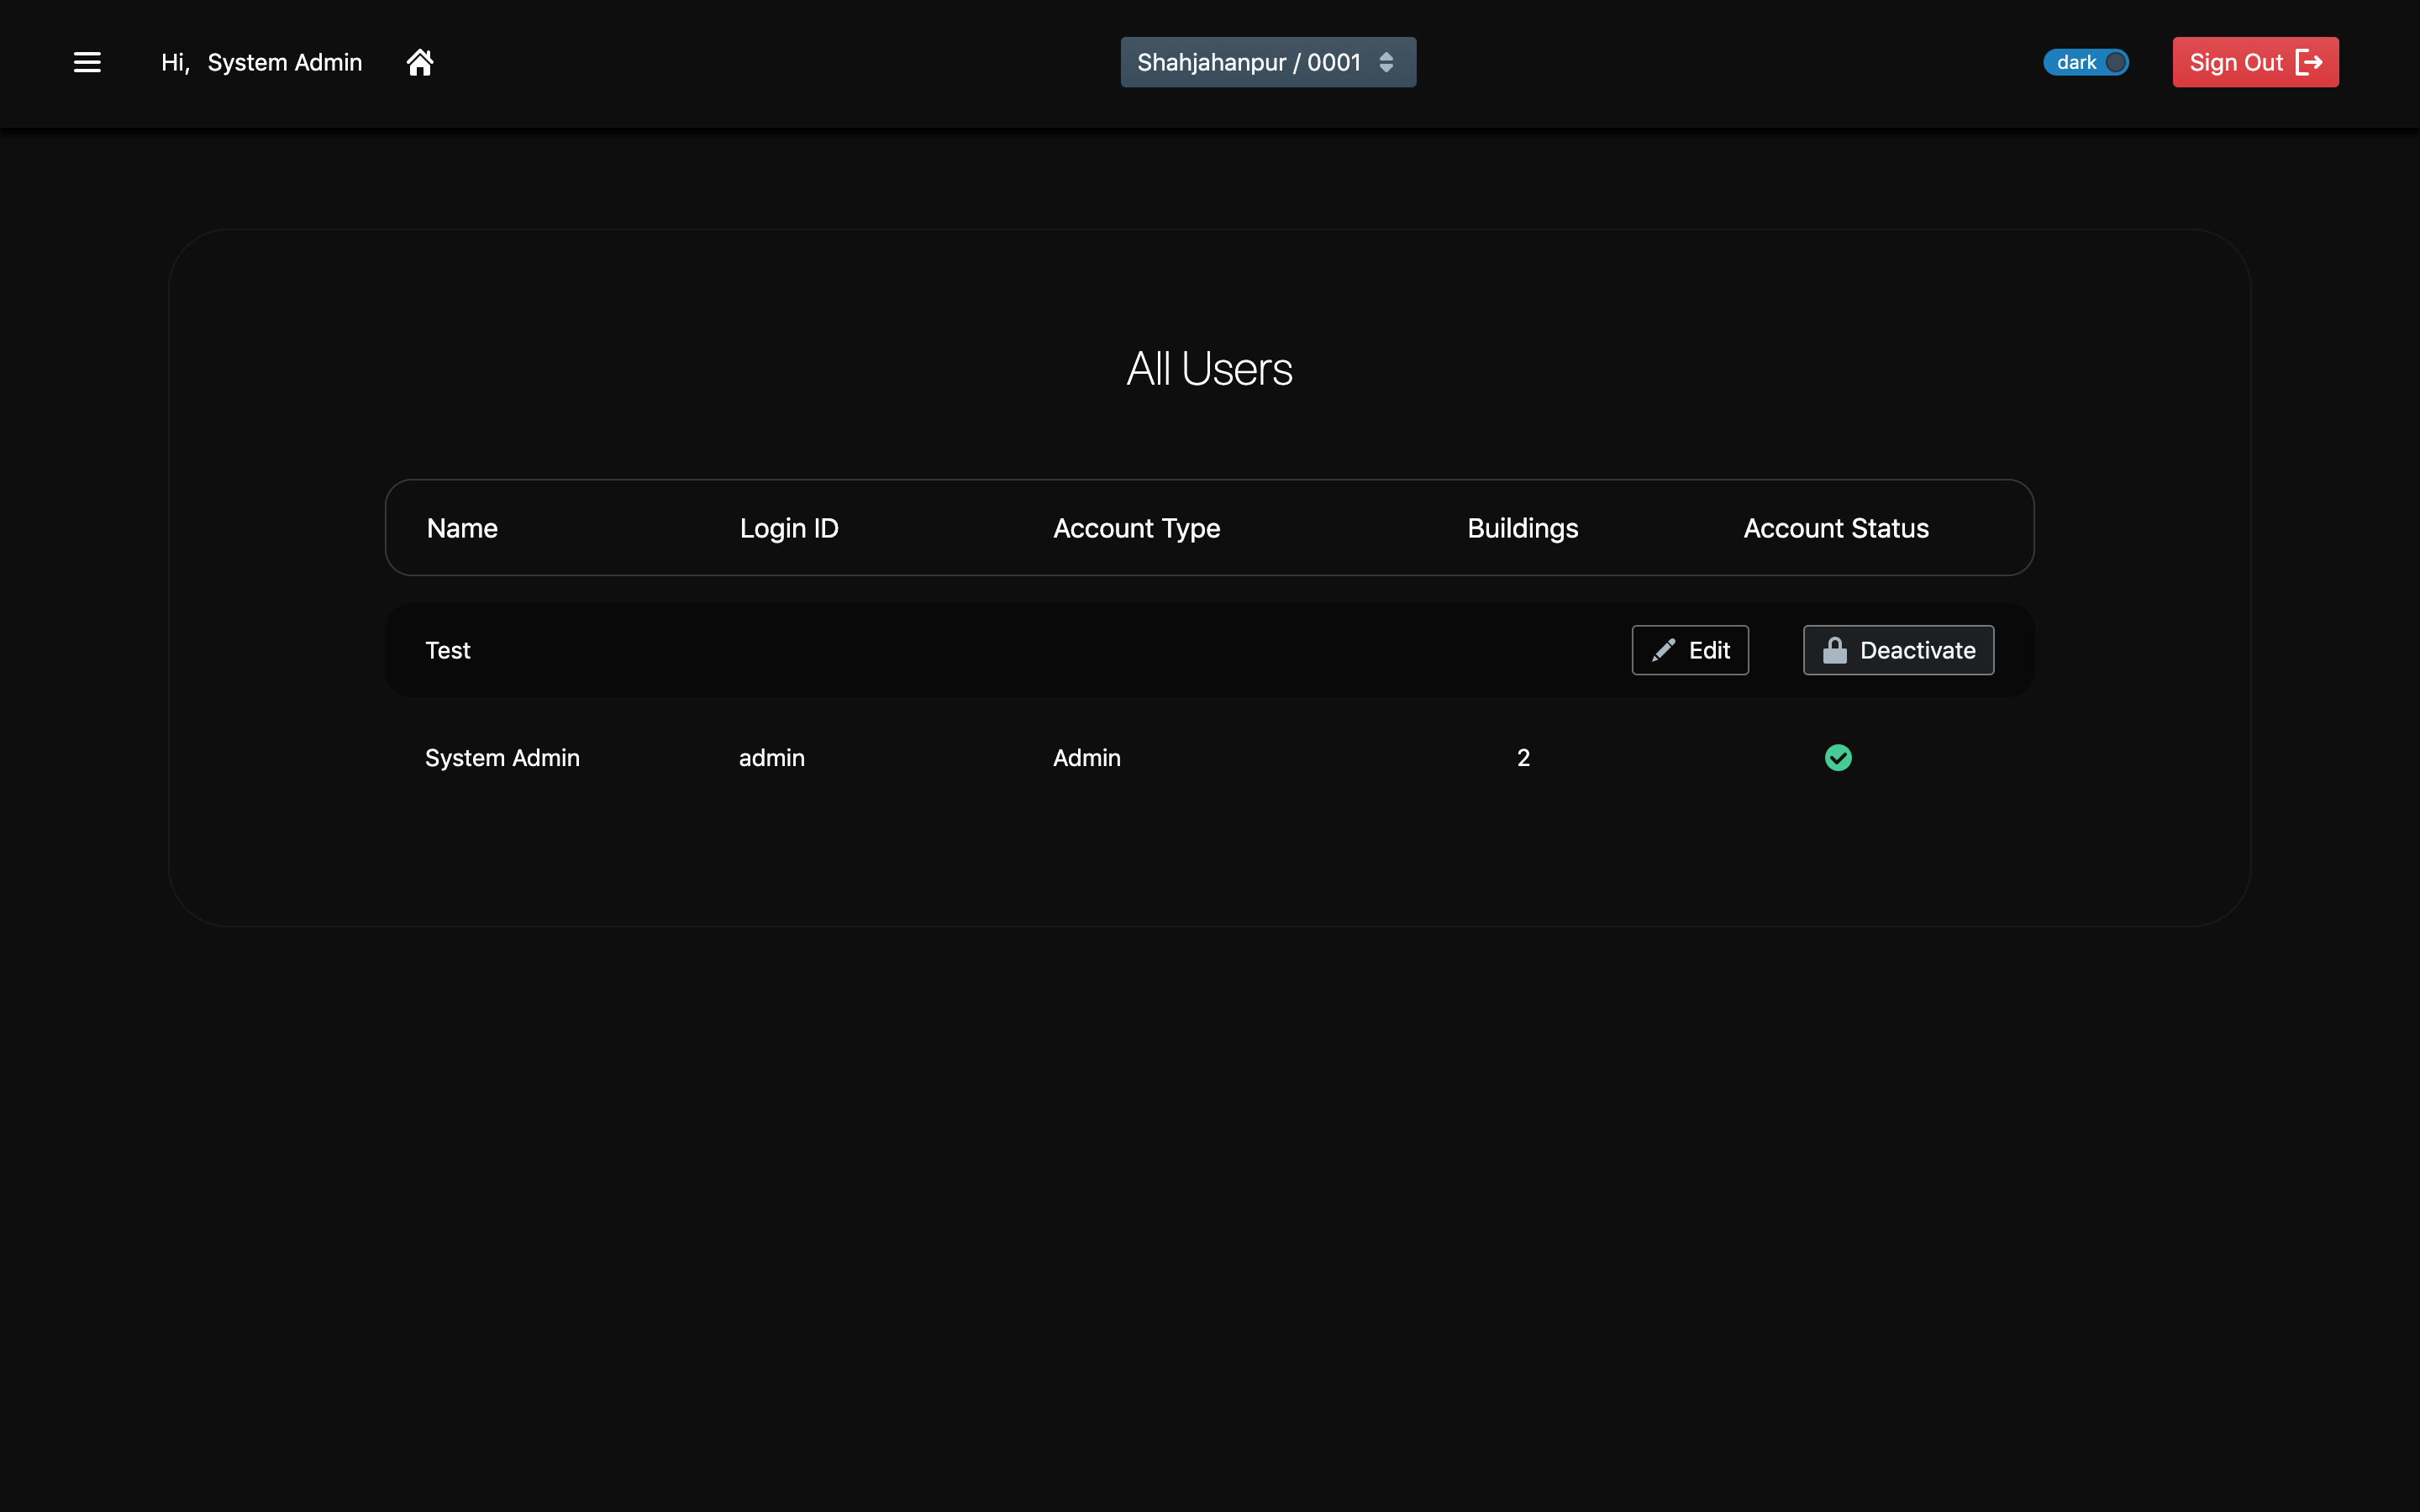 Hi, System Admin
Shahjahanpur / 0001
dark
Sign Out
All Users
Name Login ID Account Type Buildings Account Status
Test Edit Deactivate
System Admin admin Admin 2